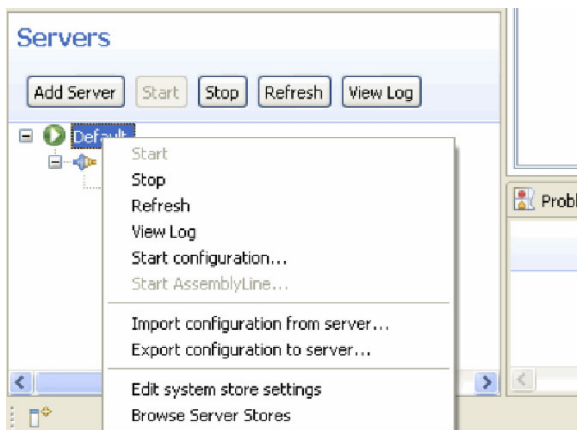 Servers
Add Server Start Stop Refresh View Log
Default
Start
Stop
Refresh
View Log
Start configuration...
Start AssemblyLine...
Import configuration from server...
Export configuration to server...
Edit system store settings
Browse Server Stores